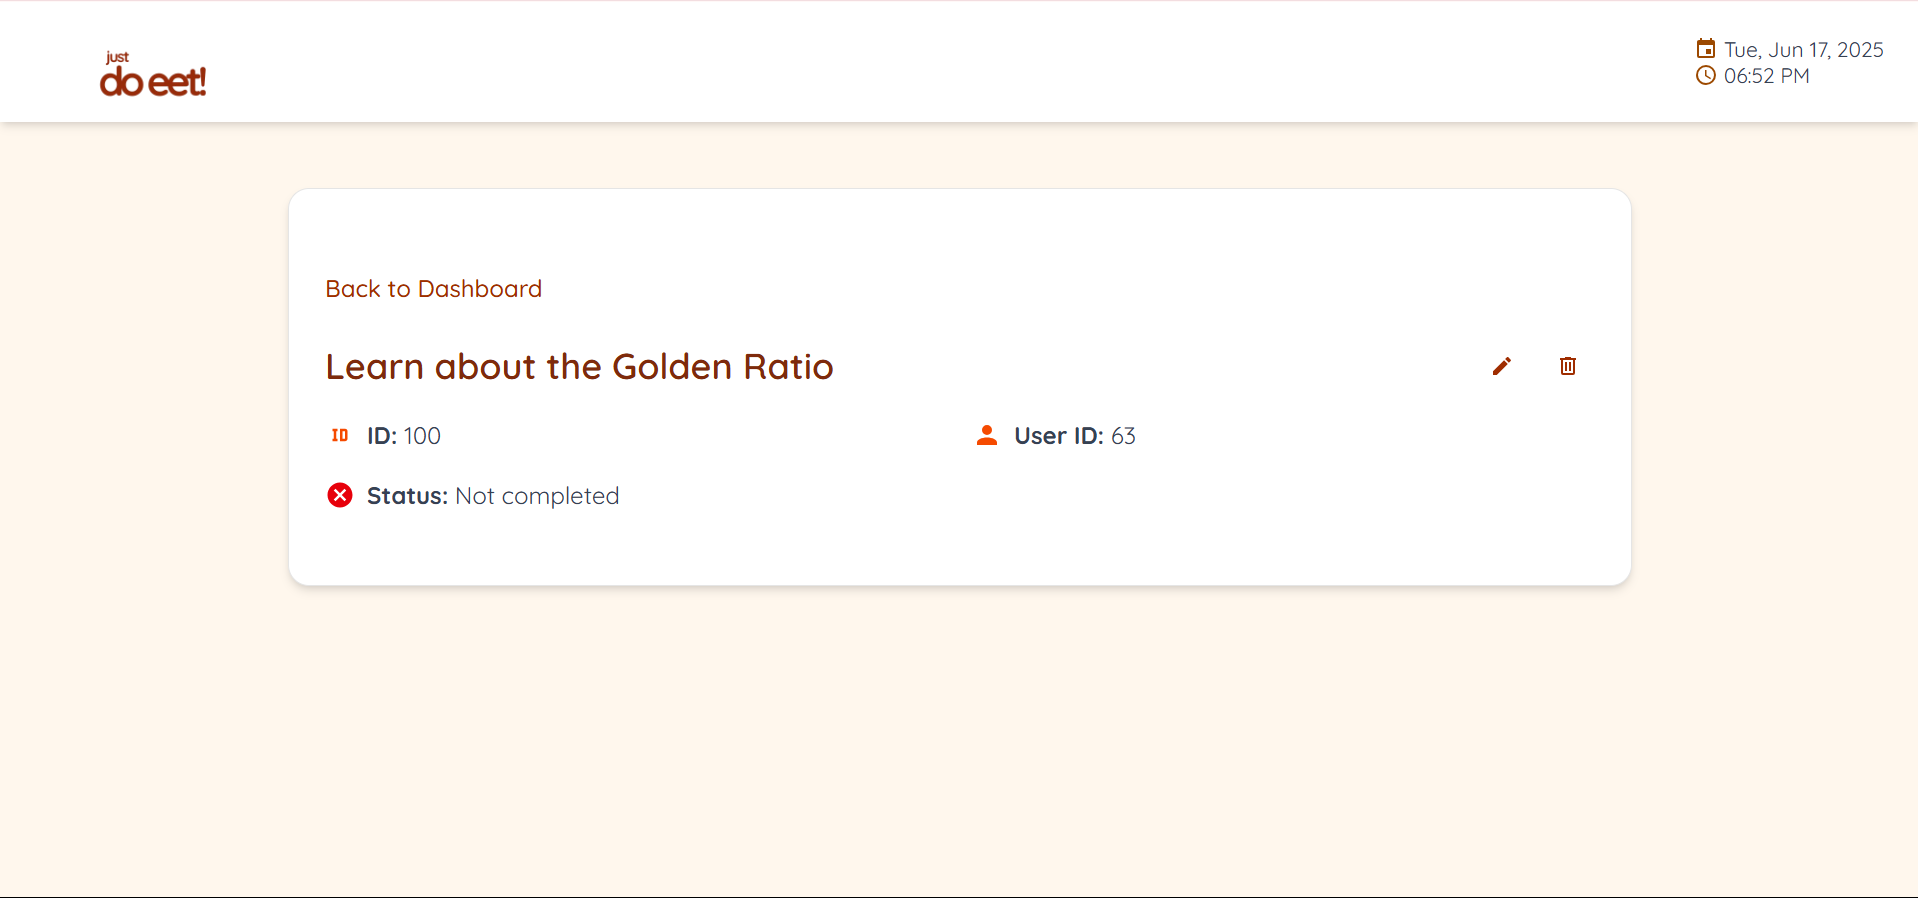 just
do eet!
Tue, Jun 17, 2025
06:52 PM
Back to Dashboard
Learn about the Golden Ratio
ID ID: 100
User ID: 63
Status: Not completed